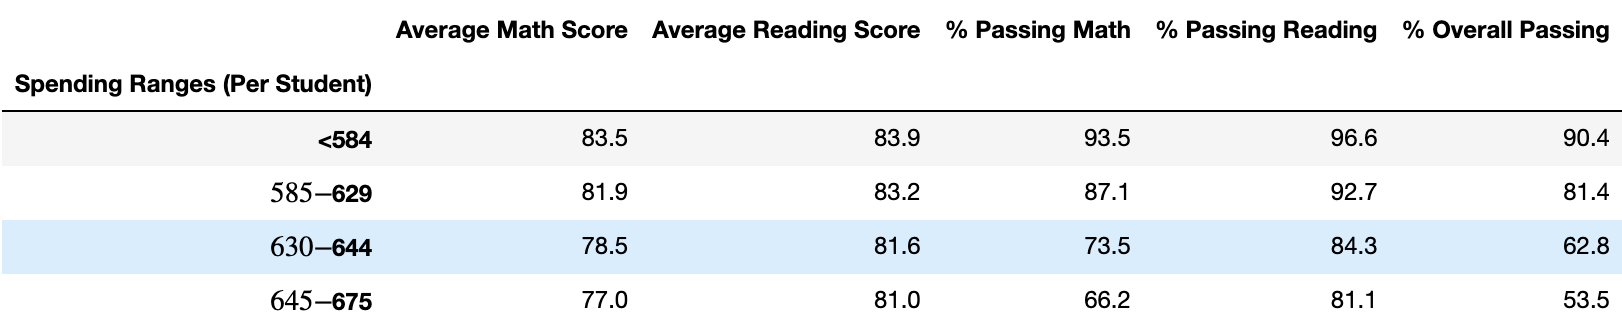 Average Math Score Average Reading Score % Passing Math % Passing Reading % Overall Passing
Spending Ranges (Per Student)
<584 83.5 83.9 93.5 96.6 90.4
585−629 81.9 83.2 87.1 92.7 81.4
630−644 78.5 81.6 73.5 84.3 62.8
645−675 77.0 81.0 66.2 81.1 53.5